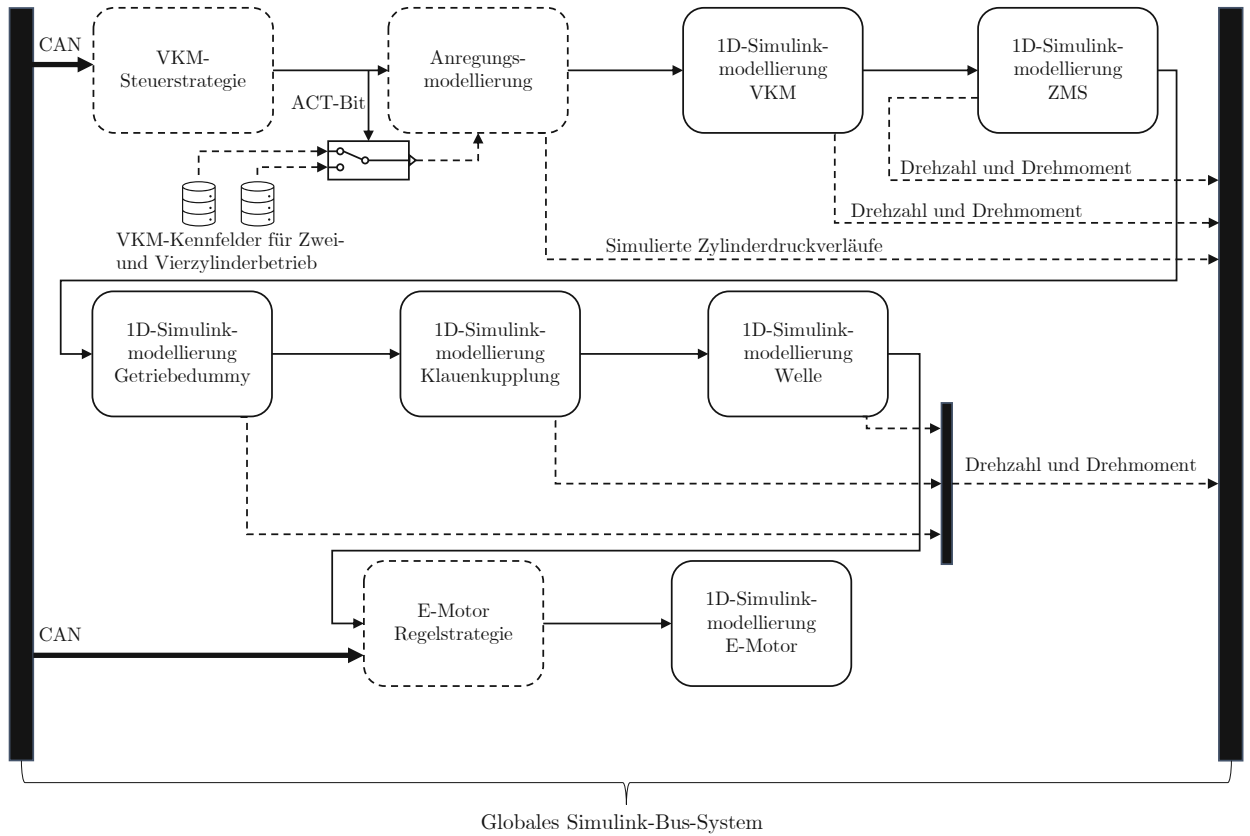 CAN
VKM-
Steuerstrategie
Anregungs-
modellierung
1D-Simulink-
modellierung
VKM
1D-Simulink-
modellierung
ZMS
ACT-Bit
Drehzahl und Drehmoment
Drehzahl und Drehmoment
VKM-Kennfelder für Zwei-
und Vierzylinderbetrieb
Simulierte Zylinderdruckverläufe
1D-Simulink-
modellierung
Getriebedummy
1D-Simulink-
modellierung
Klauenkupplung
1D-Simulink-
modellierung
Welle
Drehzahl und Drehmoment
CAN
E-Motor
Regelstrategie
1D-Simulink-
modellierung
E-Motor
Globales Simulink-Bus-System